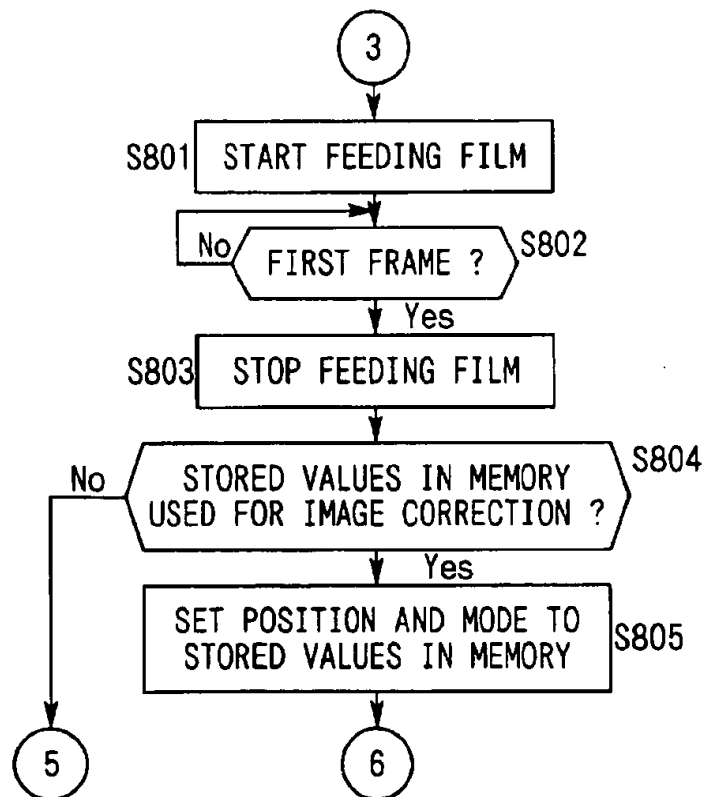 3
S801
START FEEDING FILM
No
FIRST FRAME ?
S802
Yes
S803
STOP FEEDING FILM
No
STORED VALUES IN MEMORY
USED FOR IMAGE CORRECTION ?
S804
Yes
SET POSITION AND MODE TO
STORED VALUES IN MEMORY
S805
5
6